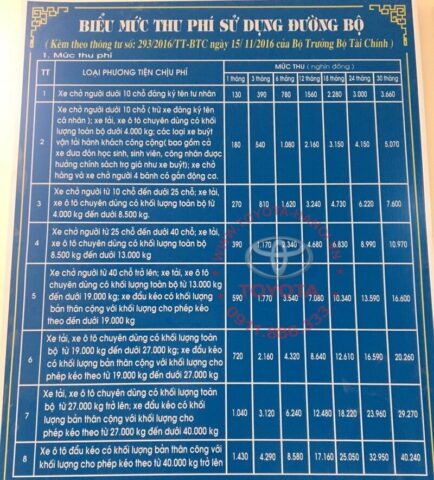 BIỂU MỨC THU PHÍ SỬ DỤNG ĐƯỜNG BỘ
( Kèm theo thông tư số: 293/2016/TT-BTC ngày 15/ 11/2016 của Bộ Trưởng Bộ Tài Chính )
1. Mức thu phí
TT LOẠI PHƯƠNG TIỆN CHỊU PHÍ MỨC THU (nghìn đồng)
1 tháng 3 tháng 6 tháng 12 tháng 18 tháng 24 tháng 30 tháng
1 Xe chở người dưới 10 chỗ đăng ký tên tư nhân 130 390 780 1560 2.280 3.000 3.660
Xe chở người dưới 10 chỗ ( trừ xe đăng ký tên
cá nhân ); xe tải, xe ô tô chuyên dùng có khối
lượng toàn bộ dưới 4.000 kg; các loại xe buýt
2 vận tải hành khách công cộng( bao gồm cả 180 540 1.080 2.160 3.150 4.150 5.070
xe đưa đón học sinh, sinh viên, công nhân được
hưởng chính sách trợ giá như xe buýt); xe chở
hàng và xe chở người 4 bánh có gắn động cơ.
Xe chở người từ 10 chỗ đến dưới 25 chỗ; xe tải,
3 xe ô tô chuyên dùng có khối lượng toàn bộ từ 270 810 1.620 3.240 4.730 6.220 7.600
4.000 kg đến dưới 8.500 kg.
Xe chở người từ 25 chỗ đến dưới 40 chỗ; xe tải,
4 xe ô tô chuyên dùng có khối lượng toàn bộ từ 390 1.170 2.340 4.680 6.830 8.990 10.970
8.500 kg đến dưới 13.000 kg
Xe chở người từ 40 chỗ trở lên; xe tải, xe ô tô
chuyên dùng có khối lượng toàn bộ từ 13.000 kg
5 đến dưới 19.000 kg; xe đầu kéo có khối lượng 590 1.770 3.540 7.080 10.340 13.590 16.600
bản thân cộng với khối lượng cho phép kéo
theo đến dưới 19.000 kg
Xe tải, xe ô tô chuyên dùng có khối lượng toàn
6 bộ từ 19.000 kg đến dưới 27.000 kg; xe đầu kéo 720 2.160 4.320 8.640 12.610 16.590 20.260
có khối lượng bản thân cộng với khối lượng cho
phép kéo theo từ 19.000 kg đến dưới 27.000 kg
Xe tải, xe ô tô chuyên dùng có khối lượng toàn
7 bộ từ 27.000 kg trở lên; xe đầu kéo có khối 1.040 3.120 6.240 12.480 18.220 23.960 29.270
lượng bản thân cộng với khối lượng cho
phép kéo theo từ 27.000 kg đến dưới 40.000 kg
8 Xe ô tô đầu kéo có khối lượng bản thân cộng với 1.430 4.290 8.580 17.160 25.050 32.950 40.240
khối lượng cho phép kéo theo từ 40.000 kg trở lên
TOYOTA